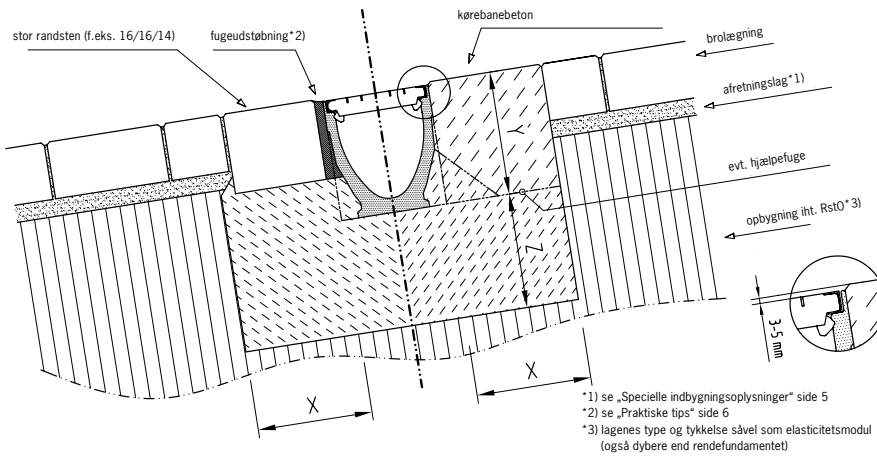 stor randsten (f.eks. 16/16/14)
fugeudstøbning*2)
kørebanebeton
brolægning
afretningslag*1)
evt. hjælpefuge
opbygning iht. RstO*3)
Y
Z
X
X
3-5 mm
*1) se „Specielle indbygningsoplysninger“ side 5
*2) se „Praktiske tips“ side 6
*3) lagenes type og tykkelse såvel som elasticitetsmodul
(også dybere end rendefundamentet)